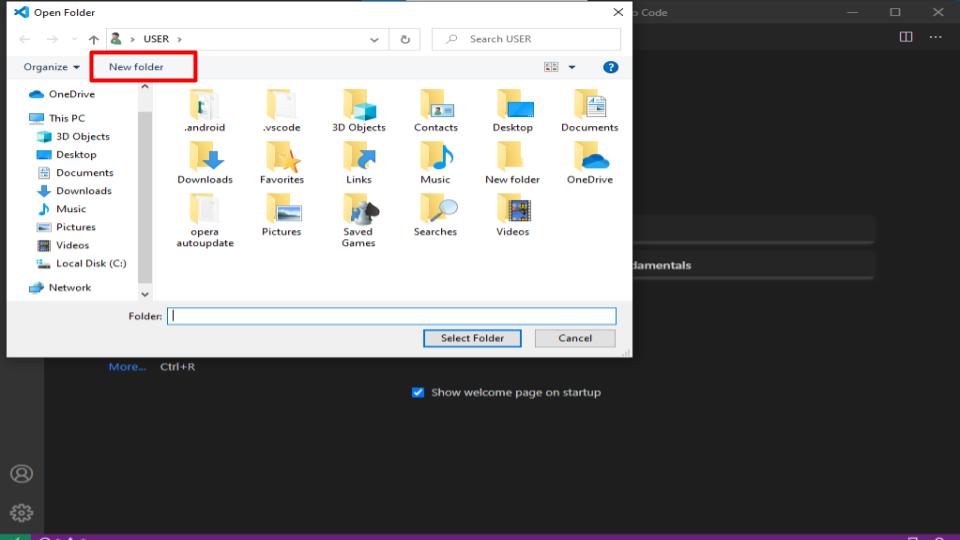 Open Folder
o Code
USER
Search USER
Organize
New folder
OneDrive
This PC
3D Objects
Desktop
Documents
Downloads
Music
Pictures
Videos
Local Disk (C:)
Network
.android
.vscode
3D Objects
Contacts
Desktop
Documents
Downloads
Favorites
Links
Music
New folder
OneDrive
opera
autoupdate
Pictures
Saved
Games
Searches
Videos
Folder:
Select Folder
Cancel
damentals
More... Ctrl+R
Show welcome page on startup